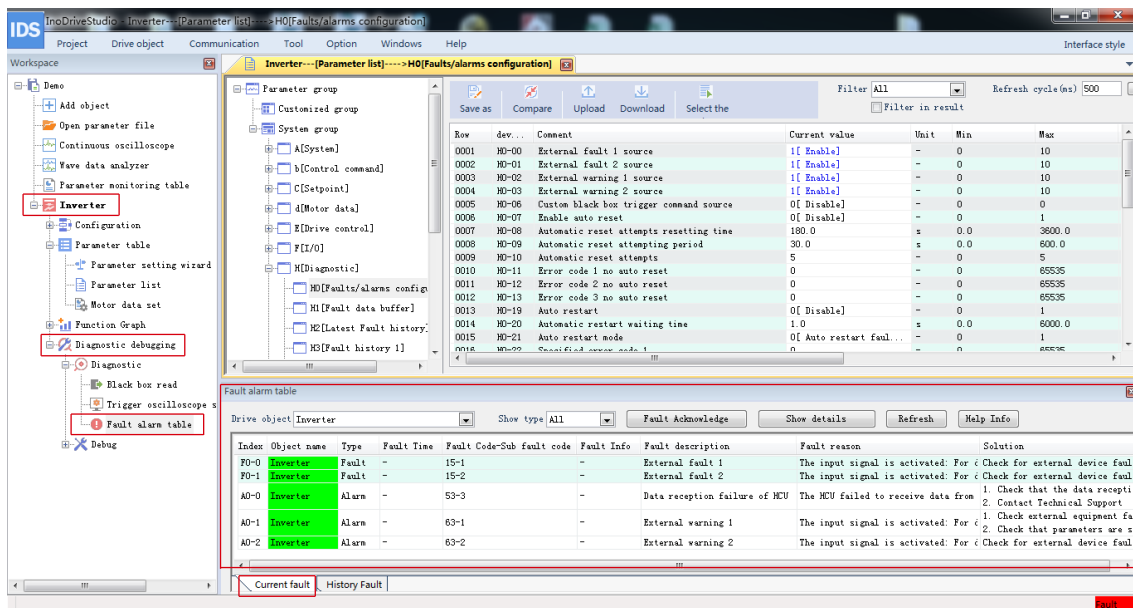 IDS InoDriveStudio - Inverter---[Parameter list]---->H0[Faults/alarms configuration]
Project Drive object Communication Tool Option Windows Help Interface style
Workspace
Demo
Add object
Open parameter file
Continuous oscilloscope
Wave data analyzer
Parameter monitoring table
Inverter
Configuration
Parameter table
Parameter setting wizard
Parameter list
Motor data set
Function Graph
Diagnostic debugging
Diagnostic
Black box read
Trigger oscilloscope s
Fault alarm table
Debug
Inverter---[Parameter list]---->H0[Faults/alarms configuration]
Parameter group
Customized group
System group
A[System]
b[Control command]
C[Setpoint]
d[Motor data]
E[Drive control]
F[I/O]
H[Diagnostic]
H0[Faults/alarms configu
H1[Fault data buffer]
H2[Latest Fault history]
H3[Fault history 1]
Save as Compare Upload Download Select the
Filter All Refresh cycle(ms) 500
Filter in result
Row dev... Comment Current value Unit Min Max
0001 H0-00 External fault 1 source 1[ Enable] - 0 10
0002 H0-01 External fault 2 source 1[ Enable] - 0 10
0003 H0-02 External warning 1 source 1[ Enable] - 0 10
0004 H0-03 External warning 2 source 1[ Enable] - 0 10
0005 H0-06 Custom black box trigger command source 0[ Disable] - 0 0
0006 H0-07 Enable auto reset 0[ Disable] - 0 1
0007 H0-08 Automatic reset attempts resetting time 180.0 s 0.0 3600.0
0008 H0-09 Automatic reset attempting period 30.0 s 0.0 600.0
0009 H0-10 Automatic reset attempts 5 - 0 5
0010 H0-11 Error code 1 no auto reset 0 - 0 65535
0011 H0-12 Error code 2 no auto reset 0 - 0 65535
0012 H0-13 Error code 3 no auto reset 0 - 0 65535
0013 H0-19 Auto restart 0[ Disable] - 0 1
0014 H0-20 Automatic restart waiting time 1.0 s 0.0 6000.0
0015 H0-21 Auto restart mode 0[ Auto restart faul... - 0 1
0016 H0-22 Specified error code 1 0 - 0 65535
Fault alarm table
Drive object Inverter Show type All Fault Acknowledge Show details Refresh Help Info
Index Object name Type Fault Time Fault Code-Sub fault code Fault Info Fault description Fault reason Solution
F0-0 Inverter Fault - 15-1 - External fault 1 The input signal is activated: For d Check for external device faul
F0-1 Inverter Fault - 15-2 - External fault 2 The input signal is activated: For d Check for external device faul
A0-0 Inverter Alarm - 53-3 - Data reception failure of HCU The HCU failed to receive data from 1. Check that the data recepti
2. Contact Technical Support
A0-1 Inverter Alarm - 63-1 - External warning 1 The input signal is activated: For d 1. Check external equipment fa
2. Check that parameters are s
A0-2 Inverter Alarm - 63-2 - External warning 2 The input signal is activated: For d Check for external device faul
Current fault History Fault
Fault